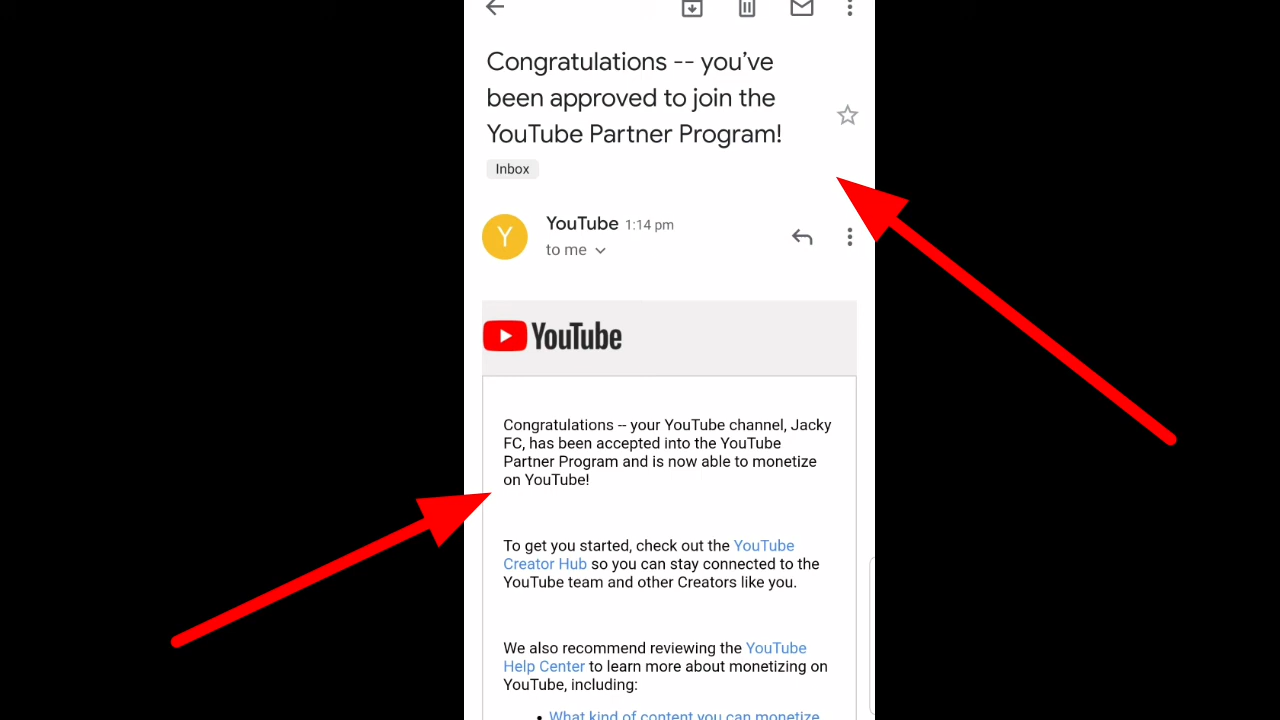 Congratulations -- you’ve
been approved to join the
YouTube Partner Program!
Inbox
Y
YouTube 1:14 pm
to me
YouTube
Congratulations -- your YouTube channel, Jacky
FC, has been accepted into the YouTube
Partner Program and is now able to monetize
on YouTube!
To get you started, check out the YouTube
Creator Hub so you can stay connected to the
YouTube team and other Creators like you.
We also recommend reviewing the YouTube
Help Center to learn more about monetizing on
YouTube, including:
• What kind of content you can monetize